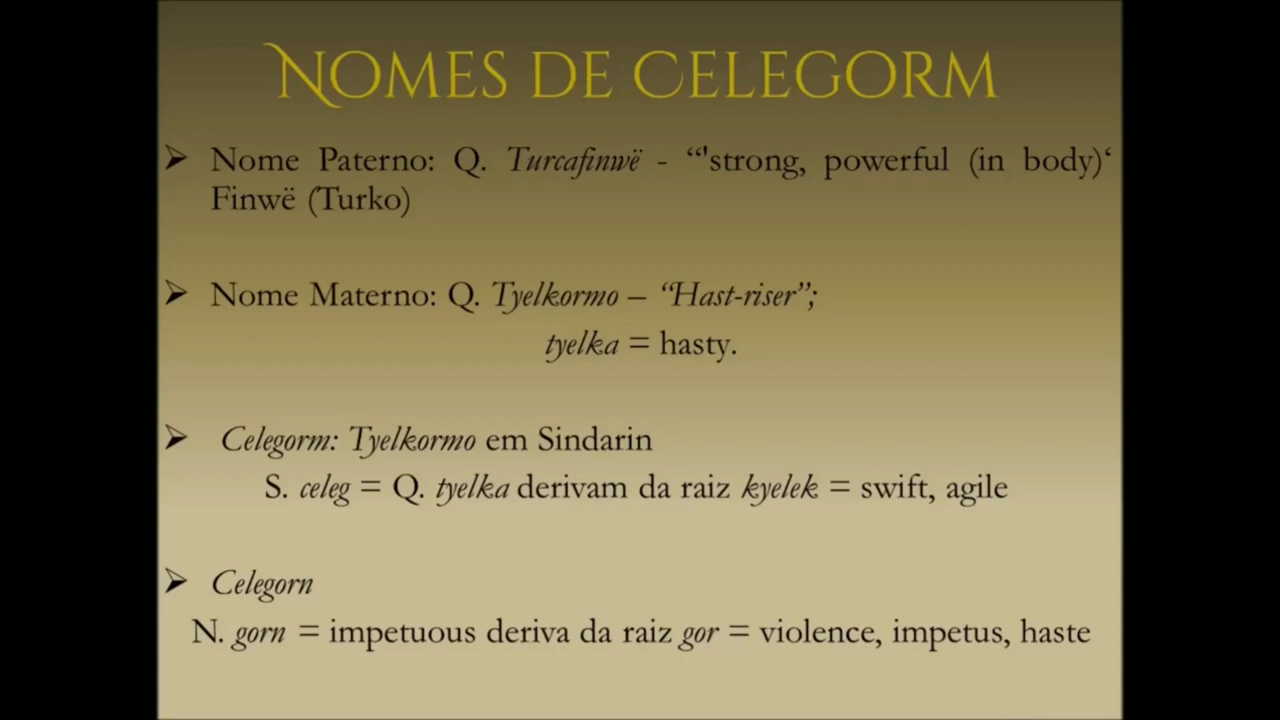 Nomes de Celegorm
➤ Nome Paterno: Q. Turcafinwë - “'strong, powerful (in body)‘
Finwë (Turko)
➤ Nome Materno: Q. Tyelkormo – “Hast-riser”;
tyelka = hasty.
➤ Celegorm: Tyelkormo em Sindarin
S. celeg = Q. tyelka derivam da raiz kyelek = swift, agile
➤ Celegorn
N. gorn = impetuous deriva da raiz gor = violence, impetus, haste